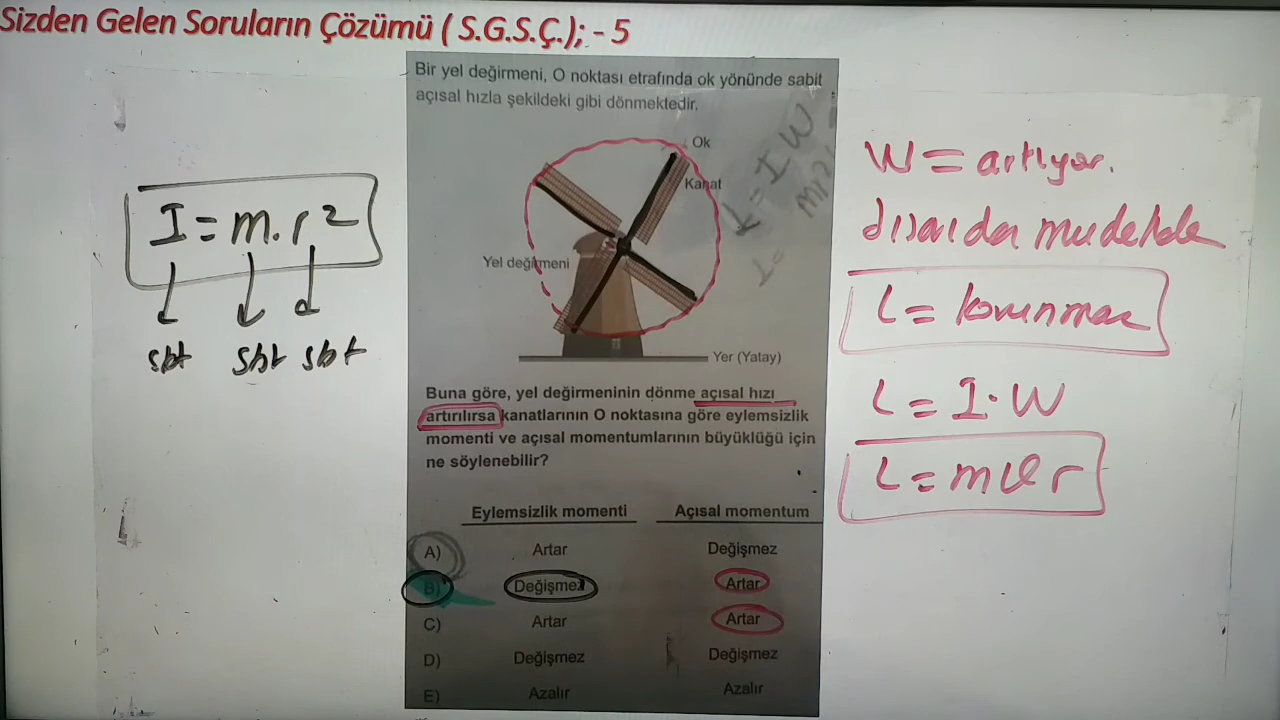 Sizden Gelen Soruların Çözümü ( S.G.S.Ç.); - 5
Bir yel değirmeni, O noktası etrafında ok yönünde sabit
açısal hızla şekildeki gibi dönmektedir.
Ok
Kanat
Yel değirmeni
Yer (Yatay)
Buna göre, yel değirmeninin dönme açısal hızı
artırılırsa kanatlarının O noktasına göre eylemsizlik
momenti ve açısal momentumlarının büyüklüğü için
ne söylenebilir?
Eylemsizlik momenti Açısal momentum
A) Artar Değişmez
B) Değişmez Artar
C) Artar Artar
D) Değişmez Değişmez
E) Azalır Azalır
I = m.r²
sbt sbt sbt
L = I W
mr²
L =
W = artıyor.
dışarıdan müdehale
L = korunmaz
L = I.W
L = m ϑ r